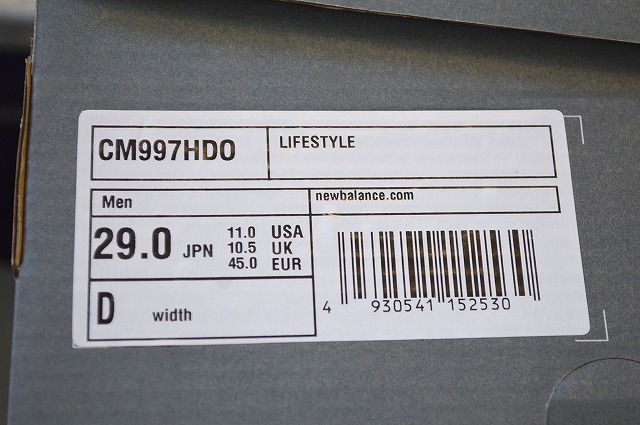 CM997HDO
LIFESTYLE
Men
newbalance.com
29.0 JPN
11.0 USA
10.5 UK
45.0 EUR
D width
4 930541 152530